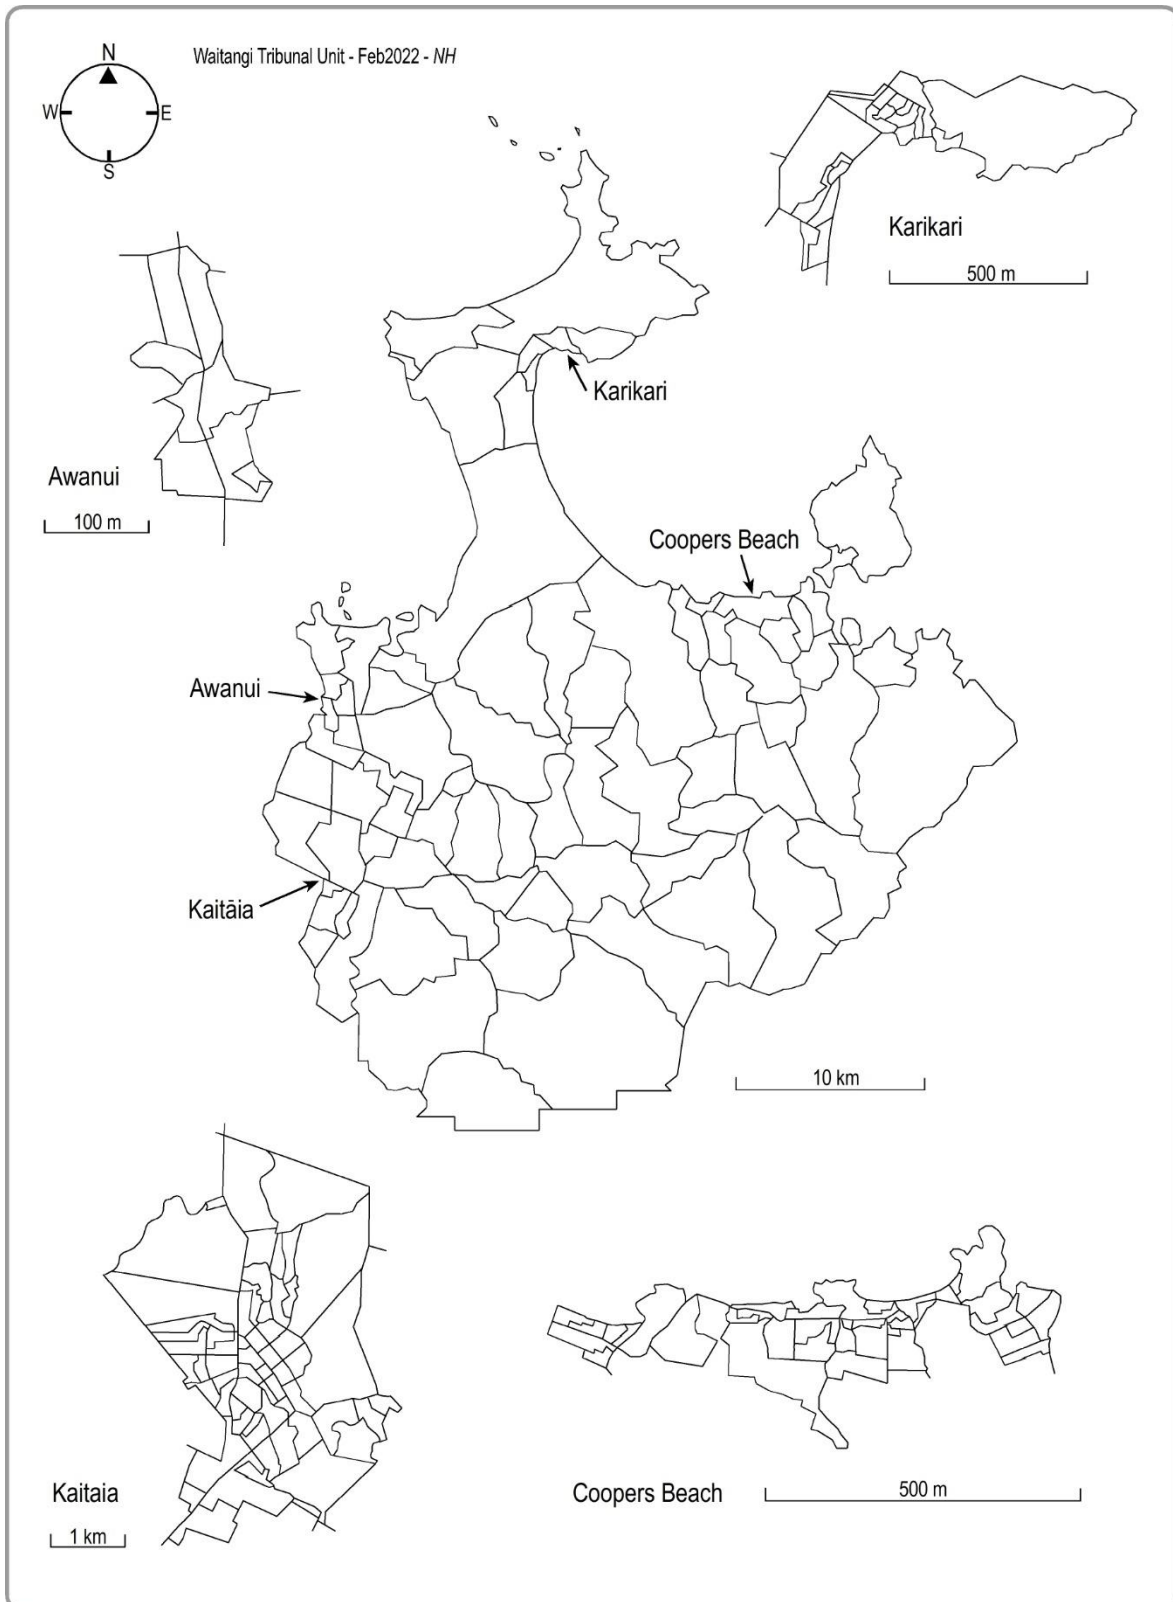 N
Waitangi Tribunal Unit - Feb2022 - NH
W
E
S
Karikari
500 m
Karikari
Awanui
100 m
Coopers Beach
Awanui
Kaitāia
10 km
Kaitaia
1 km
Coopers Beach
500 m